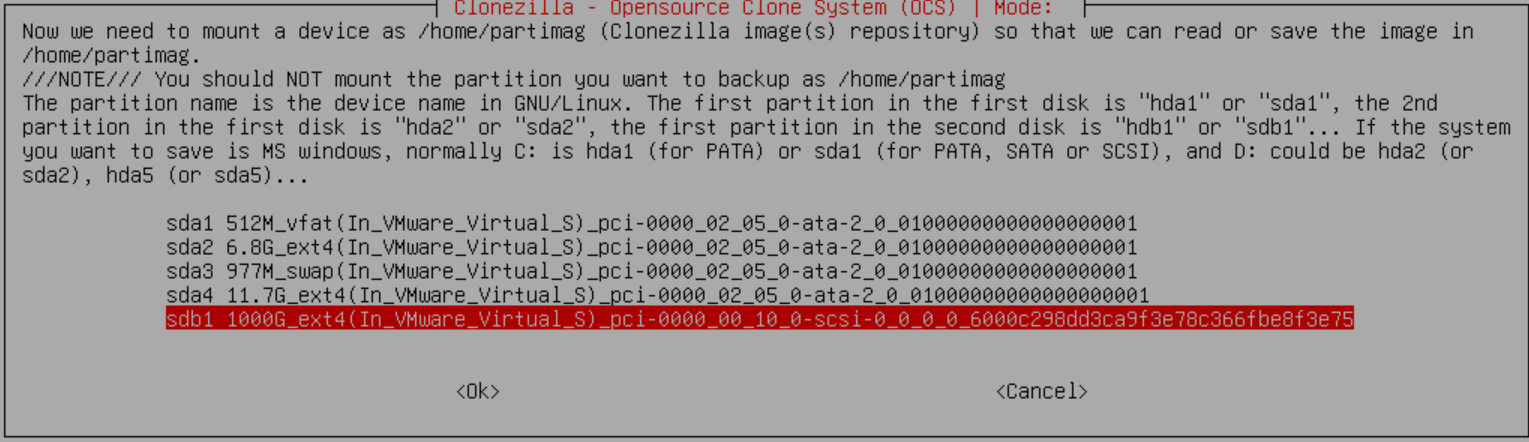 Clonezilla - Opensource Clone System (OCS) | Mode:
Now we need to mount a device as /home/partimag (Clonezilla image(s) repository) so that we can read or save the image in
/home/partimag.
///NOTE/// You should NOT mount the partition you want to backup as /home/partimag
The partition name is the device name in GNU/Linux. The first partition in the first disk is "hda1" or "sda1", the 2nd
partition in the first disk is "hda2" or "sda2", the first partition in the second disk is "hdb1" or "sdb1"... If the system
you want to save is MS windows, normally C: is hda1 (for PATA) or sda1 (for PATA, SATA or SCSI), and D: could be hda2 (or
sda2), hda5 (or sda5)...
sda1 512M_vfat(In_VMware_Virtual_S)_pci-0000_02_05_0-ata-2_0_01000000000000000001
sda2 6.8G_ext4(In_VMware_Virtual_S)_pci-0000_02_05_0-ata-2_0_01000000000000000001
sda3 977M_swap(In_VMware_Virtual_S)_pci-0000_02_05_0-ata-2_0_01000000000000000001
sda4 11.7G_ext4(In_VMware_Virtual_S)_pci-0000_02_05_0-ata-2_0_01000000000000000001
sdb1 1000G_ext4(In_VMware_Virtual_S)_pci-0000_00_10_0-scsi-0_0_0_0_6000c298dd3ca9f3e78c366fbe8f3e75
<Ok> <Cancel>